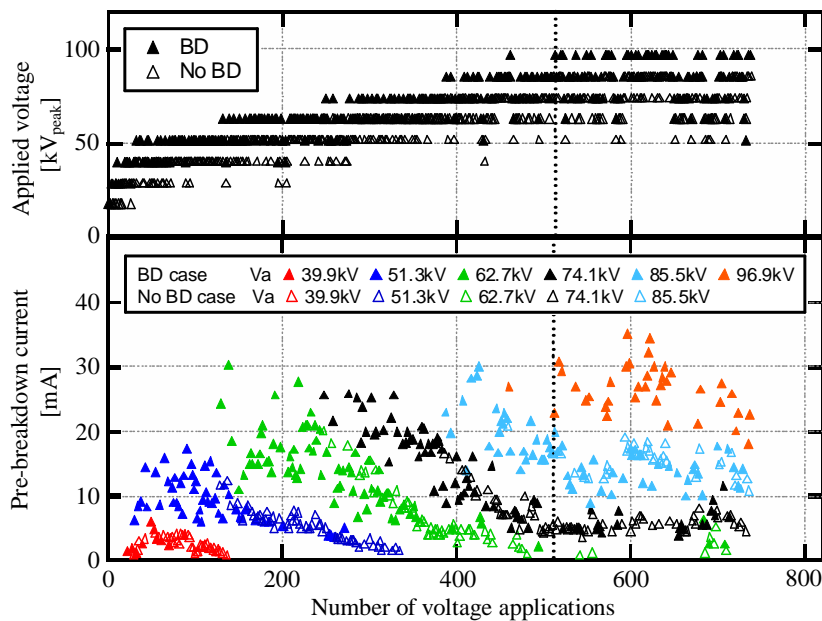 Applied voltage
[kVpeak]
100
50
0
▲ BD
△ No BD
Pre-breakdown current
[mA]
40
30
20
10
0
BD case Va ▲ 39.9kV ▲ 51.3kV ▲ 62.7kV ▲ 74.1kV ▲ 85.5kV ▲ 96.9kV
No BD case Va △ 39.9kV △ 51.3kV △ 62.7kV △ 74.1kV △ 85.5kV
0 200 400 600 800
Number of voltage applications